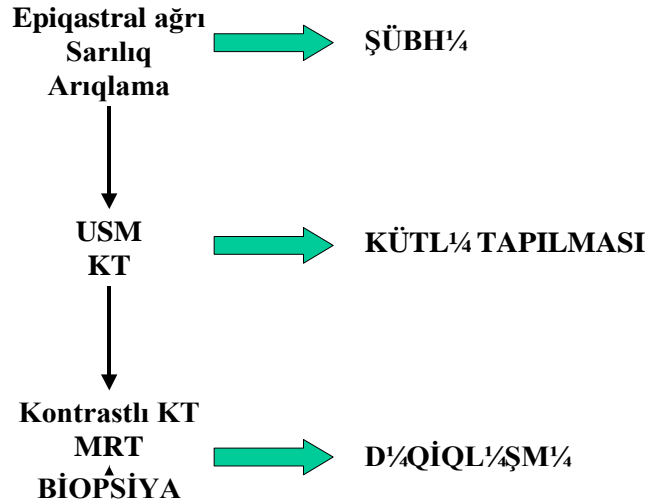 Epiqastral ağrı
Sarılıq
Arıqlama
ŞÜBH¼
USM
KT
KÜTL¼ TAPILMASI
Kontrastlı KT
MRT
BİOPSİYA
D¼QİQL¼ŞM¼